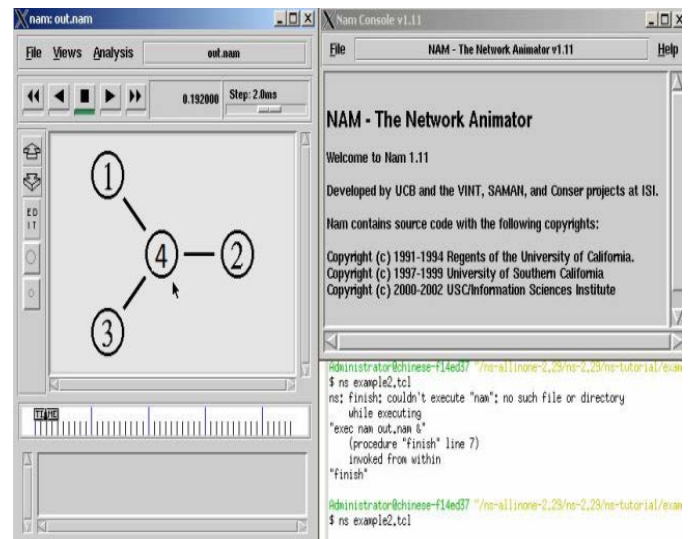 nam: out.nam
File Views Analysis out.nam
0.192000 Step: 2.0ms
ED
IT
1
4
2
3
TIME
Nam Console v1.11
File NAM - The Network Animator v1.11 Help
NAM - The Network Animator
Welcome to Nam 1.11
Developed by UCB and the VINT, SAMAN, and Conser projects at ISI.
Nam contains source code with the following copyrights:
Copyright (c) 1991-1994 Regents of the University of California.
Copyright (c) 1997-1999 University of Southern California
Copyright (c) 2000-2002 USC/Information Sciences Institute
Administrator@chinese-f14ed37 ~/ns-allinone-2.29/ns-2.29/ns-tutorial/exam
$ ns example2.tcl
ns: finish: couldn't execute "nam": no such file or directory
while executing
"exec nam out.nam &"
(procedure "finish" line 7)
invoked from within
"finish"
Administrator@chinese-f14ed37 ~/ns-allinone-2.29/ns-2.29/ns-tutorial/exam
$ ns example2.tcl